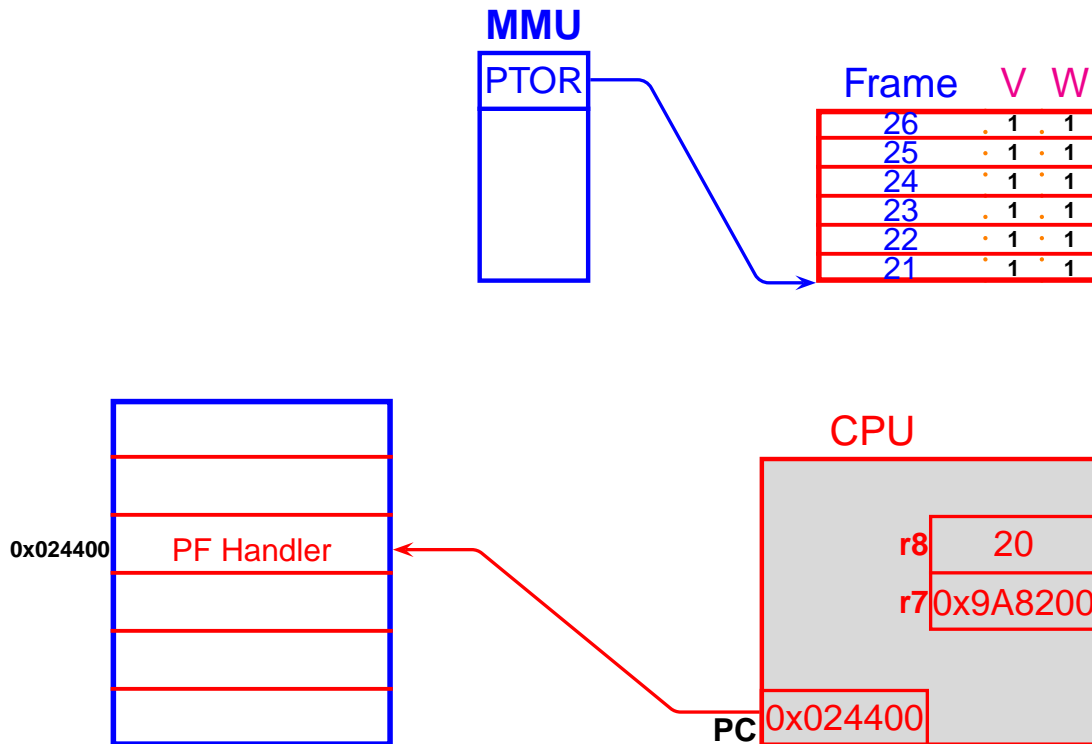 MMU
PTOR
Frame V W
26 1 1
25 1 1
24 1 1
23 1 1
22 1 1
21 1 1
CPU
0x024400 PF Handler
r8 20
r7 0x9A8200
PC 0x024400